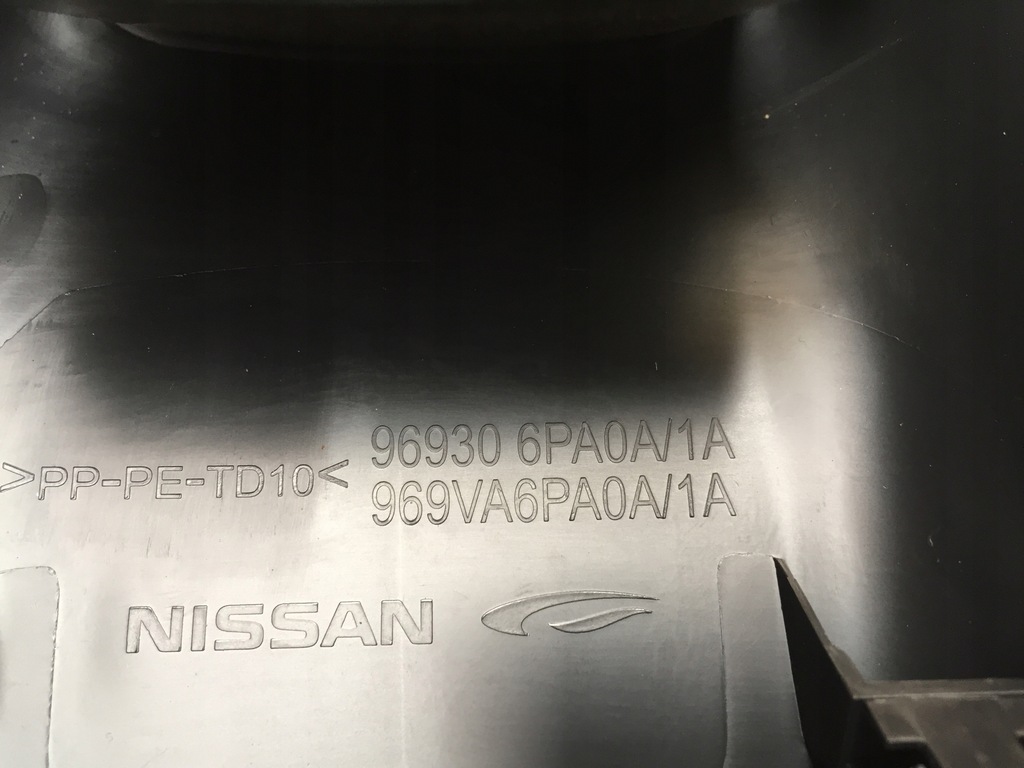 96930 6PA0A/1A
>PP-PE-TD10<
969VA6PA0A/1A
NISSAN